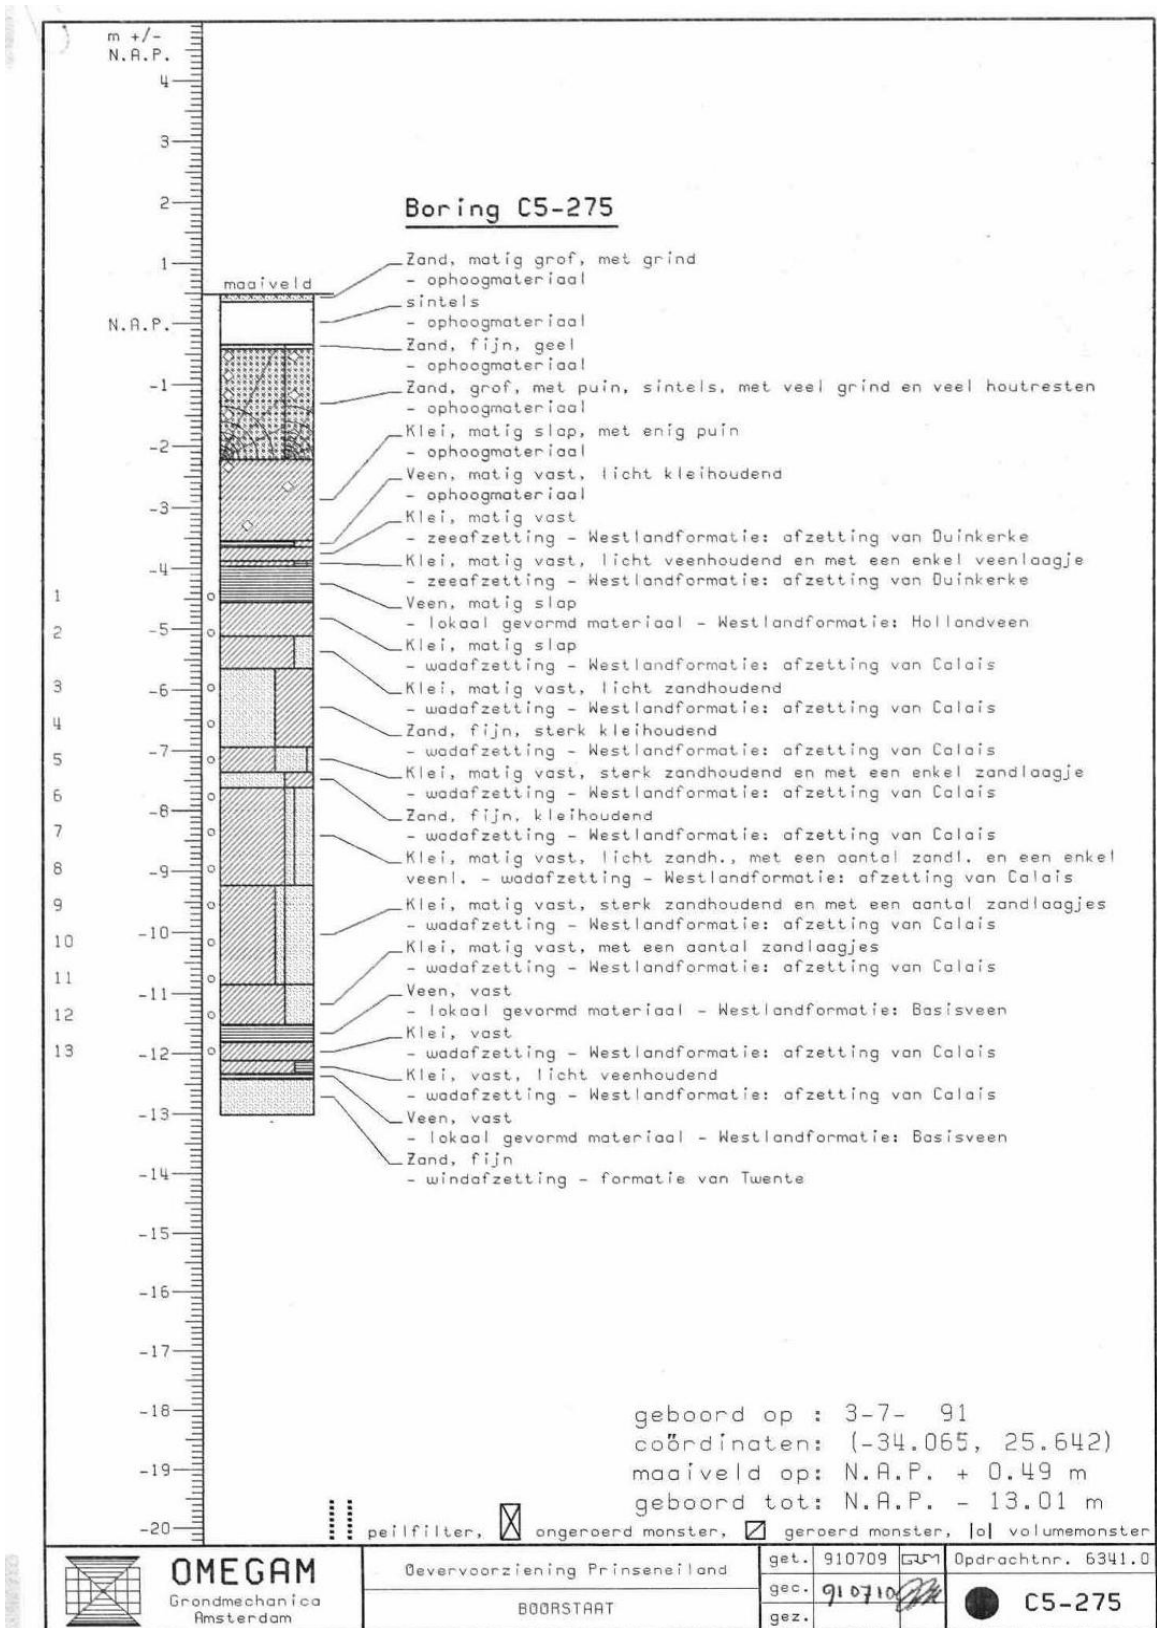 m +/-
N.A.P.
4
3
2
1
N.A.P.
-1
-2
-3
-4
-5
-6
-7
-8
-9
-10
-11
-12
-13
-14
-15
-16
-17
-18
-19
-20
1
2
3
4
5
6
7
8
9
10
11
12
13
maaiveld
Boring C5-275
Zand, matig grof, met grind
- ophoogmateriaal
sintels
- ophoogmateriaal
Zand, fijn, geel
- ophoogmateriaal
Zand, grof, met puin, sintels, met veel grind en veel houtresten
- ophoogmateriaal
Klei, matig slap, met enig puin
- ophoogmateriaal
Veen, matig vast, licht kleihoudend
- ophoogmateriaal
Klei, matig vast
- zeeafzetting - Westlandformatie: afzetting van Duinkerke
Klei, matig vast, licht veenhoudend en met een enkel veenlaagje
- zeeafzetting - Westlandformatie: afzetting van Duinkerke
Veen, matig slap
- lokaal gevormd materiaal - Westlandformatie: Hollandveen
Klei, matig slap
- wadafzetting - Westlandformatie: afzetting van Calais
Klei, matig vast, licht zandhoudend
- wadafzetting - Westlandformatie: afzetting van Calais
Zand, fijn, sterk kleihoudend
- wadafzetting - Westlandformatie: afzetting van Calais
Klei, matig vast, sterk zandhoudend en met een enkel zandlaagje
- wadafzetting - Westlandformatie: afzetting van Calais
Zand, fijn, kleihoudend
- wadafzetting - Westlandformatie: afzetting van Calais
Klei, matig vast, licht zandh., met een aantal zandl. en een enkel
veenl. - wadafzetting - Westlandformatie: afzetting van Calais
Klei, matig vast, sterk zandhoudend en met een aantal zandlaagjes
- wadafzetting - Westlandformatie: afzetting van Calais
Klei, matig vast, met een aantal zandlaagjes
- wadafzetting - Westlandformatie: afzetting van Calais
Veen, vast
- lokaal gevormd materiaal - Westlandformatie: Basisveen
Klei, vast
- wadafzetting - Westlandformatie: afzetting van Calais
Klei, vast, licht veenhoudend
- wadafzetting - Westlandformatie: afzetting van Calais
Veen, vast
- lokaal gevormd materiaal - Westlandformatie: Basisveen
Zand, fijn
- windafzetting - formatie van Twente
geboord op : 3-7- 91
coördinaten: (-34.065, 25.642)
maaiveld op: N.A.P. + 0.49 m
geboord tot: N.A.P. - 13.01 m
peilfilter, ongeroerd monster, geroerd monster, |o| volumemonster
OMEGAM
Grondmechanica
Amsterdam
Oevervoorziening Prinseneiland
BOORSTAAT
get. 910709
gec. 910710
gez.
Opdrachtnr. 6341.0
C5-275